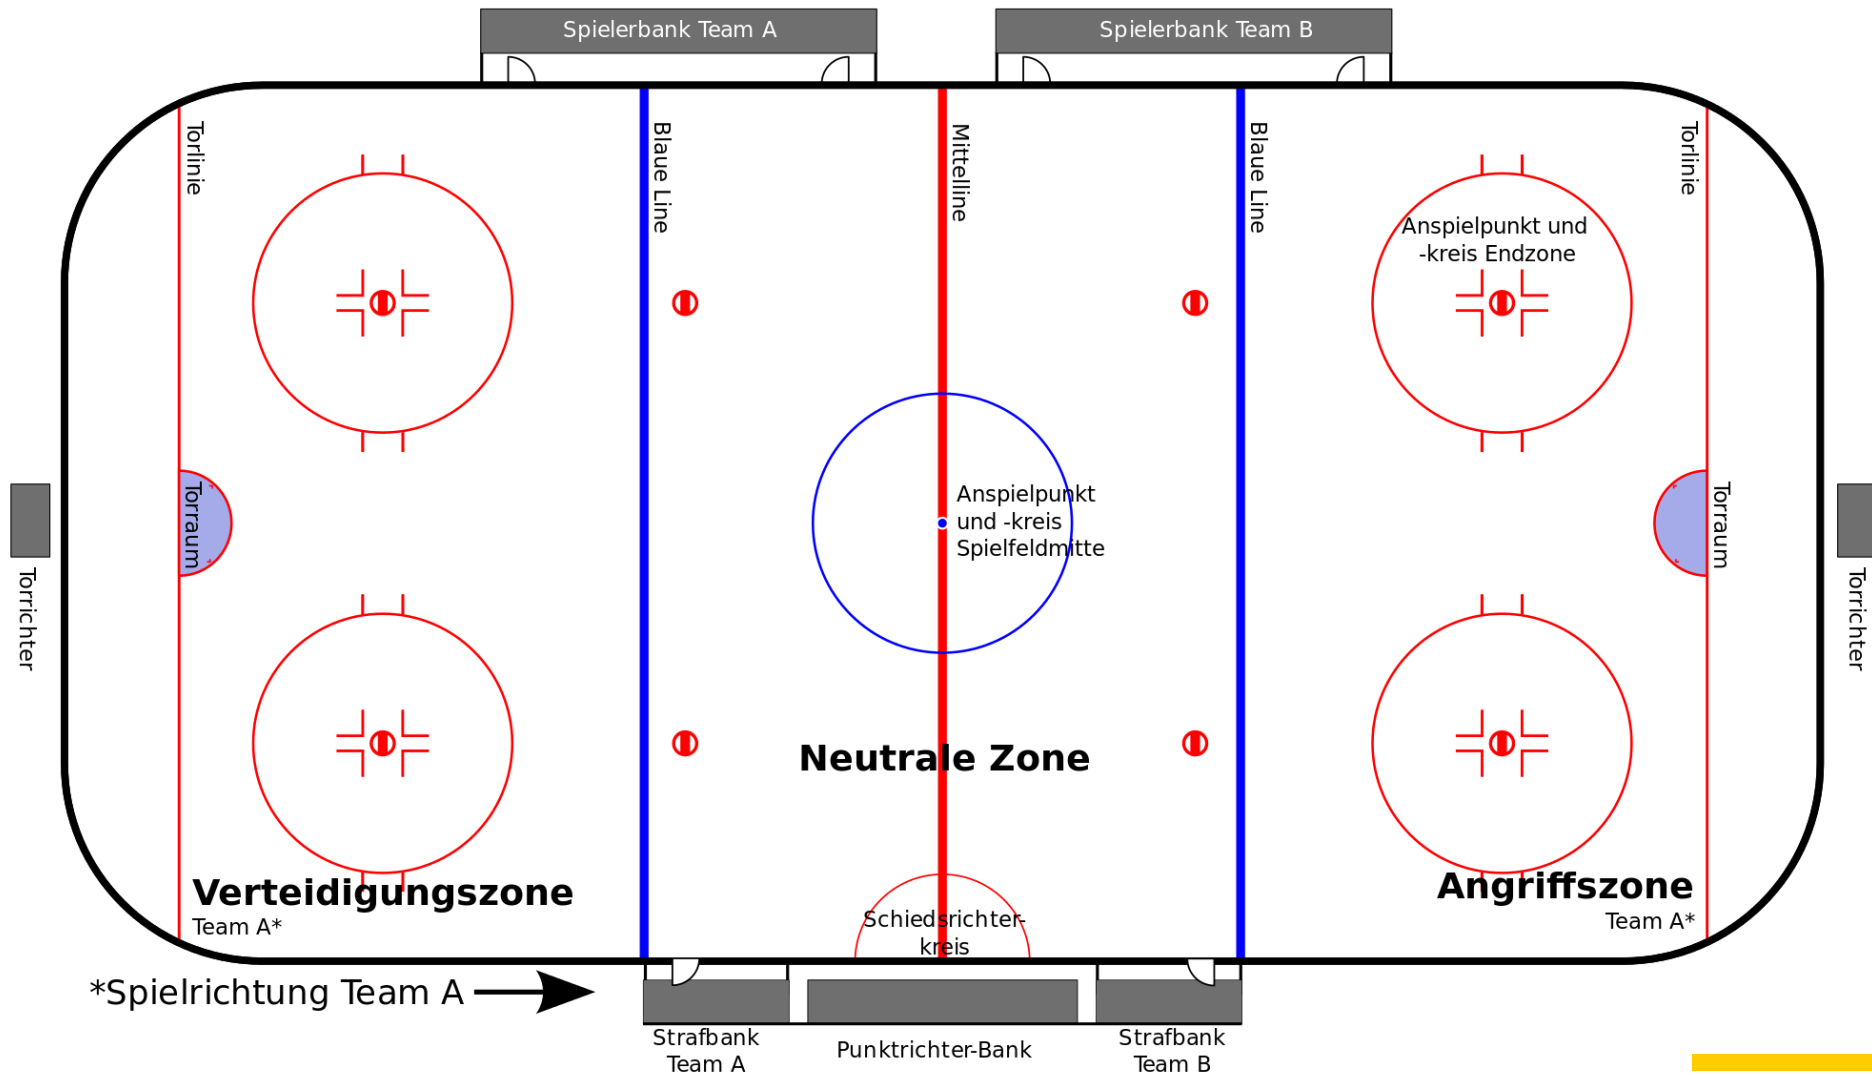 Spielerbank Team A
Spielerbank Team B
Torlinie
Blaue Line
Mittelline
Blaue Line
Torlinie
Anspielpunkt und
-kreis Endzone
Torraum
Anspielpunkt
und -kreis
Spielfeldmitte
Torraum
Torrichter
Torrichter
Neutrale Zone
Verteidigungszone
Team A*
Angriffszone
Team A*
Schiedsrichter-
kreis
*Spielrichtung Team A
Strafbank
Team A
Punktrichter-Bank
Strafbank
Team B